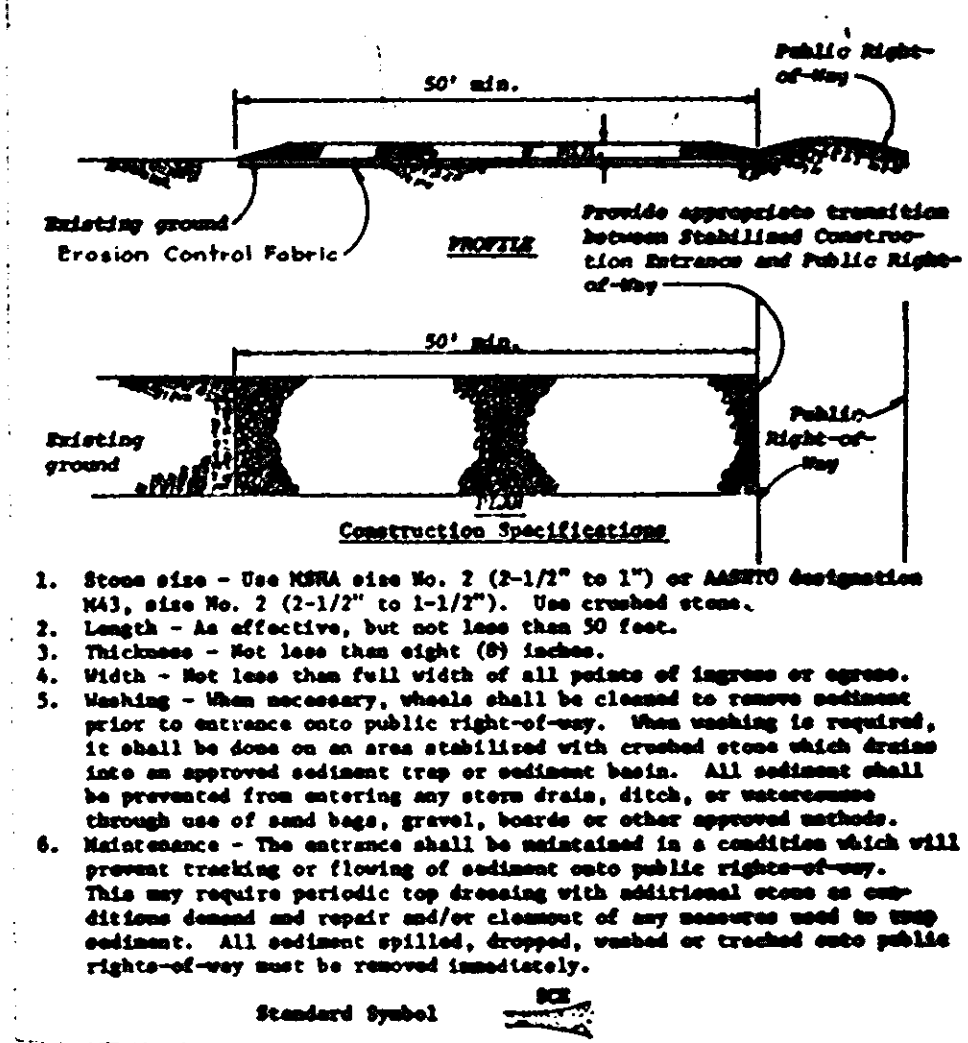 Public Right-
of-Way
50' min.
Existing ground
Erosion Control Fabric
PROFILE
Provide appropriate transition
between Stabilized Construc-
tion Entrance and Public Right-
of-Way
50' min.
Existing
ground
Public
Right-of-
Way
PLAN
Construction Specifications
1. Stone size - Use MSHA size No. 2 (2-1/2" to 1") or AASHTO designation
M43, size No. 2 (2-1/2" to 1-1/2"). Use crushed stone.
2. Length - As effective, but not less than 50 feet.
3. Thickness - Not less than eight (8) inches.
4. Width - Not less than full width of all points of ingress or egress.
5. Washing - When necessary, wheels shall be cleaned to remove sediment
prior to entrance onto public right-of-way. When washing is required,
it shall be done on an area stabilized with crushed stone which drains
into an approved sediment trap or sediment basin. All sediment shall
be prevented from entering any storm drain, ditch, or watercourse
through use of sand bags, gravel, boards or other approved methods.
6. Maintenance - The entrance shall be maintained in a condition which will
prevent tracking or flowing of sediment onto public rights-of-way.
This may require periodic top dressing with additional stone as con-
ditions demand and repair and/or cleanout of any measures used to trap
sediment. All sediment spilled, dropped, washed or tracked onto public
rights-of-way must be removed immediately.
Standard Symbol
SCE